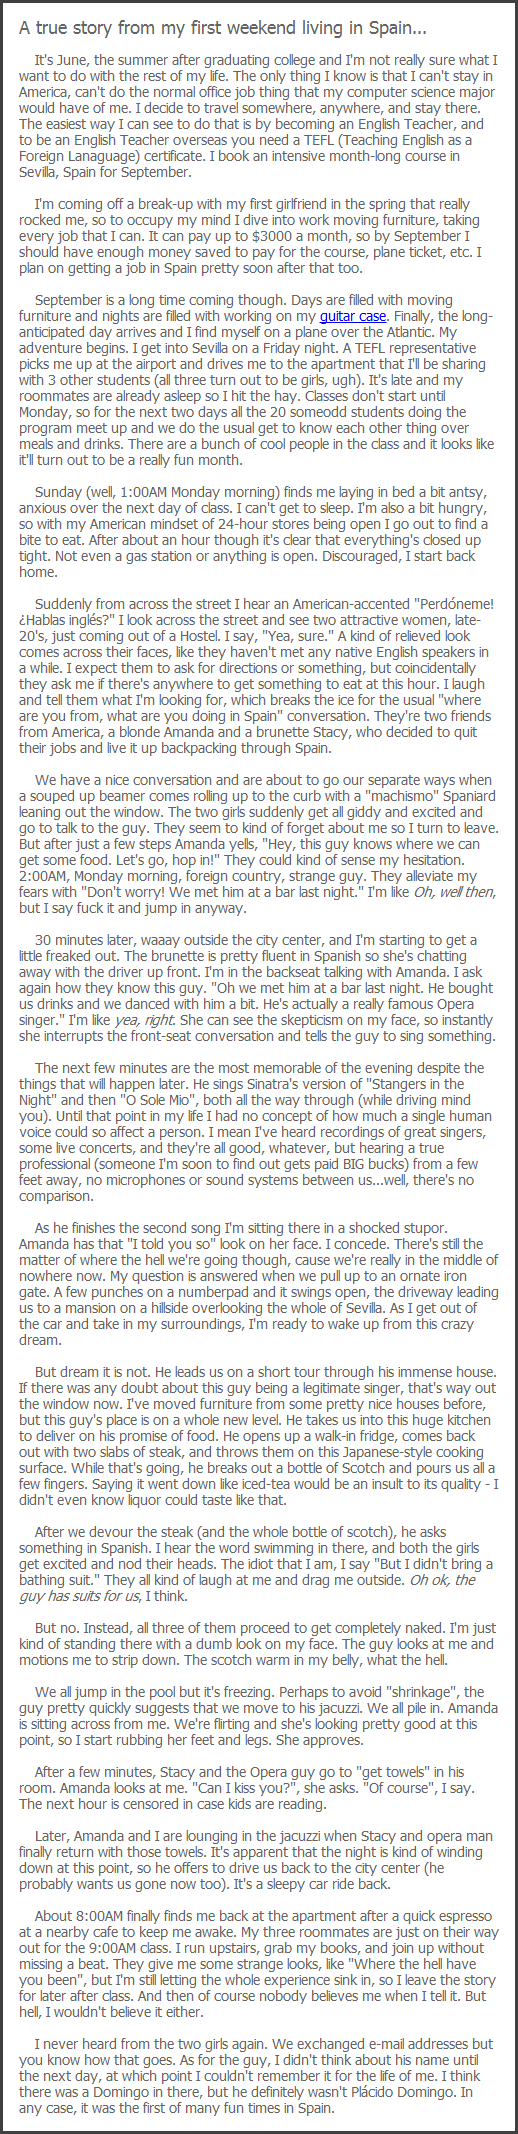 A true story from my first weekend living in Spain...
It's June, the summer after graduating college and I'm not really sure what I
want to do with the rest of my life. The only thing I know is that I can't stay in
America, can't do the normal office job thing that my computer science major
would have of me. I decide to travel somewhere, anywhere, and stay there.
The easiest way I can see to do that is by becoming an English Teacher, and
to be an English Teacher overseas you need a TEFL (Teaching English as a
Foreign Lanaguage) certificate. I book an intensive month-long course in
Sevilla, Spain for September.
I'm coming off a break-up with my first girlfriend in the spring that really
rocked me, so to occupy my mind I dive into work moving furniture, taking
every job that I can. It can pay up to $3000 a month, so by September I
should have enough money saved to pay for the course, plane ticket, etc. I
plan on getting a job in Spain pretty soon after that too.
September is a long time coming though. Days are filled with moving
furniture and nights are filled with working on my guitar case. Finally, the long-
anticipated day arrives and I find myself on a plane over the Atlantic. My
adventure begins. I get into Sevilla on a Friday night. A TEFL representative
picks me up at the airport and drives me to the apartment that I'll be sharing
with 3 other students (all three turn out to be girls, ugh). It's late and my
roommates are already asleep so I hit the hay. Classes don't start until
Monday, so for the next two days all the 20 someodd students doing the
program meet up and we do the usual get to know each other thing over
meals and drinks. There are a bunch of cool people in the class and it looks like
it'll turn out to be a really fun month.
Sunday (well, 1:00AM Monday morning) finds me laying in bed a bit antsy,
anxious over the next day of class. I can't get to sleep. I'm also a bit hungry,
so with my American mindset of 24-hour stores being open I go out to find a
bite to eat. After about an hour though it's clear that everything's closed up
tight. Not even a gas station or anything is open. Discouraged, I start back
home.
Suddenly from across the street I hear an American-accented "Perdóneme!
¿Hablas inglés?" I look across the street and see two attractive women, late-
20's, just coming out of a Hostel. I say, "Yea, sure." A kind of relieved look
comes across their faces, like they haven't met any native English speakers in
a while. I expect them to ask for directions or something, but coincidentally
they ask me if there's anywhere to get something to eat at this hour. I laugh
and tell them what I'm looking for, which breaks the ice for the usual "where
are you from, what are you doing in Spain" conversation. They're two friends
from America, a blonde Amanda and a brunette Stacy, who decided to quit
their jobs and live it up backpacking through Spain.
We have a nice conversation and are about to go our separate ways when
a souped up beamer comes rolling up to the curb with a "machismo" Spaniard
leaning out the window. The two girls suddenly get all giddy and excited and
go to talk to the guy. They seem to kind of forget about me so I turn to leave.
But after just a few steps Amanda yells, "Hey, this guy knows where we can
get some food. Let's go, hop in!" They could kind of sense my hesitation.
2:00AM, Monday morning, foreign country, strange guy. They alleviate my
fears with "Don't worry! We met him at a bar last night." I'm like Oh, well then,
but I say fuck it and jump in anyway.
30 minutes later, waaay outside the city center, and I'm starting to get a
little freaked out. The brunette is pretty fluent in Spanish so she's chatting
away with the driver up front. I'm in the backseat talking with Amanda. I ask
again how they know this guy. "Oh we met him at a bar last night. He bought
us drinks and we danced with him a bit. He's actually a really famous Opera
singer." I'm like yea, right. She can see the skepticism on my face, so instantly
she interrupts the front-seat conversation and tells the guy to sing something.
The next few minutes are the most memorable of the evening despite the
things that will happen later. He sings Sinatra's version of "Stangers in the
Night" and then "O Sole Mio", both all the way through (while driving mind
you). Until that point in my life I had no concept of how much a single human
voice could so affect a person. I mean I've heard recordings of great singers,
some live concerts, and they're all good, whatever, but hearing a true
professional (someone I'm soon to find out gets paid BIG bucks) from a few
feet away, no microphones or sound systems between us...well, there's no
comparison.
As he finishes the second song I'm sitting there in a shocked stupor.
Amanda has that "I told you so" look on her face. I concede. There's still the
matter of where the hell we're going though, cause we're really in the middle of
nowhere now. My question is answered when we pull up to an ornate iron
gate. A few punches on a numberpad and it swings open, the driveway leading
us to a mansion on a hillside overlooking the whole of Sevilla. As I get out of
the car and take in my surroundings, I'm ready to wake up from this crazy
dream.
But dream it is not. He leads us on a short tour through his immense house.
If there was any doubt about this guy being a legitimate singer, that's way out
the window now. I've moved furniture from some pretty nice houses before,
but this guy's place is on a whole new level. He takes us into this huge kitchen
to deliver on his promise of food. He opens up a walk-in fridge, comes back
out with two slabs of steak, and throws them on this Japanese-style cooking
surface. While that's going, he breaks out a bottle of Scotch and pours us all a
few fingers. Saying it went down like iced-tea would be an insult to its quality - I
didn't even know liquor could taste like that.
After we devour the steak (and the whole bottle of scotch), he asks
something in Spanish. I hear the word swimming in there, and both the girls
get excited and nod their heads. The idiot that I am, I say "But I didn't bring a
bathing suit." They all kind of laugh at me and drag me outside. Oh ok, the
guy has suits for us, I think.
But no. Instead, all three of them proceed to get completely naked. I'm just
kind of standing there with a dumb look on my face. The guy looks at me and
motions me to strip down. The scotch warm in my belly, what the hell.
We all jump in the pool but it's freezing. Perhaps to avoid "shrinkage", the
guy pretty quickly suggests that we move to his jacuzzi. We all pile in. Amanda
is sitting across from me. We're flirting and she's looking pretty good at this
point, so I start rubbing her feet and legs. She approves.
After a few minutes, Stacy and the Opera guy go to "get towels" in his
room. Amanda looks at me. "Can I kiss you?", she asks. "Of course", I say.
The next hour is censored in case kids are reading.
Later, Amanda and I are lounging in the jacuzzi when Stacy and opera man
finally return with those towels. It's apparent that the night is kind of winding
down at this point, so he offers to drive us back to the city center (he
probably wants us gone now too). It's a sleepy car ride back.
About 8:00AM finally finds me back at the apartment after a quick espresso
at a nearby cafe to keep me awake. My three roommates are just on their way
out for the 9:00AM class. I run upstairs, grab my books, and join up without
missing a beat. They give me some strange looks, like "Where the hell have
you been", but I'm still letting the whole experience sink in, so I leave the story
for later after class. And then of course nobody believes me when I tell it. But
hell, I wouldn't believe it either.
I never heard from the two girls again. We exchanged e-mail addresses but
you know how that goes. As for the guy, I didn't think about his name until
the next day, at which point I couldn't remember it for the life of me. I think
there was a Domingo in there, but he definitely wasn't Plácido Domingo. In
any case, it was the first of many fun times in Spain.